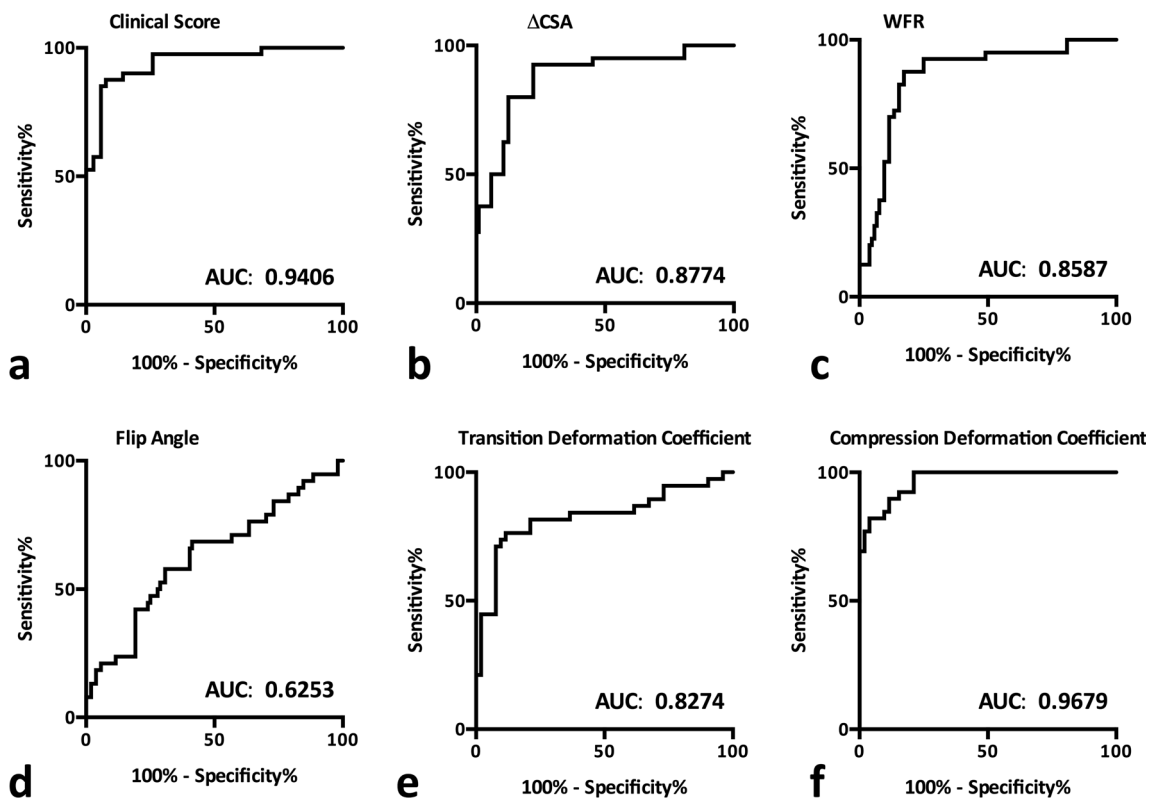 Clinical Score
100
50
0
Sensitivity%
AUC: 0.9406
0 50 100
100% - Specificity%
a
ΔCSA
100
50
0
Sensitivity%
AUC: 0.8774
0 50 100
100% - Specificity%
b
WFR
100
50
0
Sensitivity%
AUC: 0.8587
0 50 100
100% - Specificity%
c
Flip Angle
100
50
0
Sensitivity%
AUC: 0.6253
0 50 100
100% - Specificity%
d
Transition Deformation Coefficient
100
50
0
Sensitivity%
AUC: 0.8274
0 50 100
100% - Specificity%
e
Compression Deformation Coefficient
100
50
0
Sensitivity%
AUC: 0.9679
0 50 100
100% - Specificity%
f